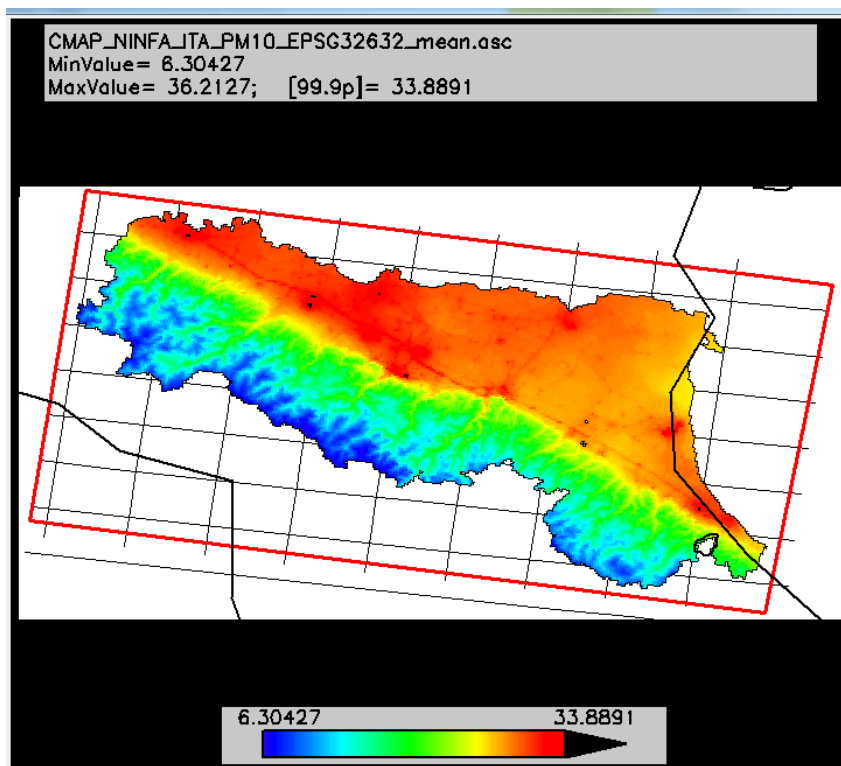 CMAP_NINFA_ITA_PM10_EPSG32632_mean.asc
MinValue= 6.30427
MaxValue= 36.2127; [99.9p]= 33.8891
6.30427 33.8891